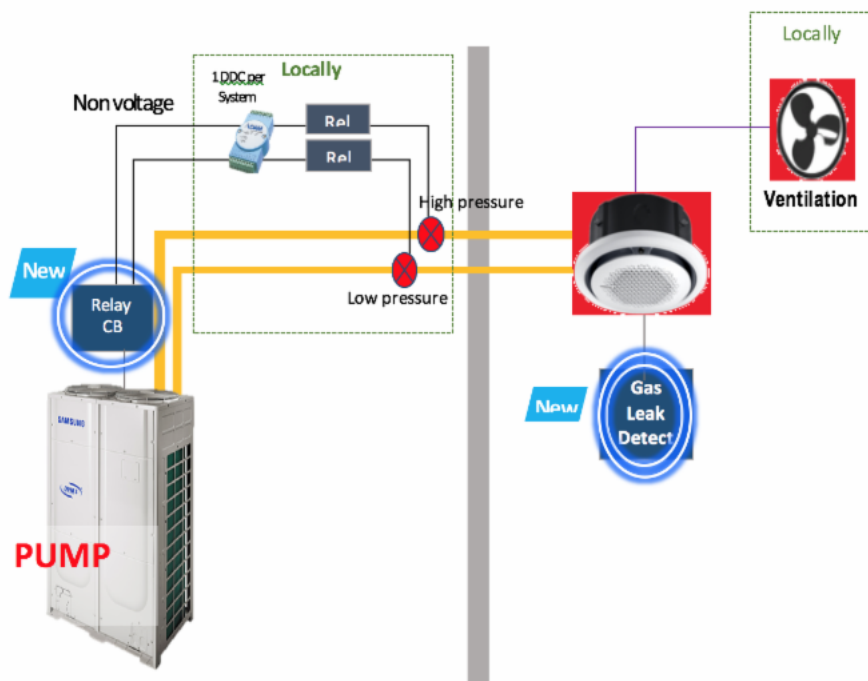 Locally
Locally
1 DDC per
System
Non voltage
Rel
Rel
High pressure
Ventilation
New
Relay
CB
Low pressure
New
Gas
Leak
Detect
SAMSUNG
PUMP